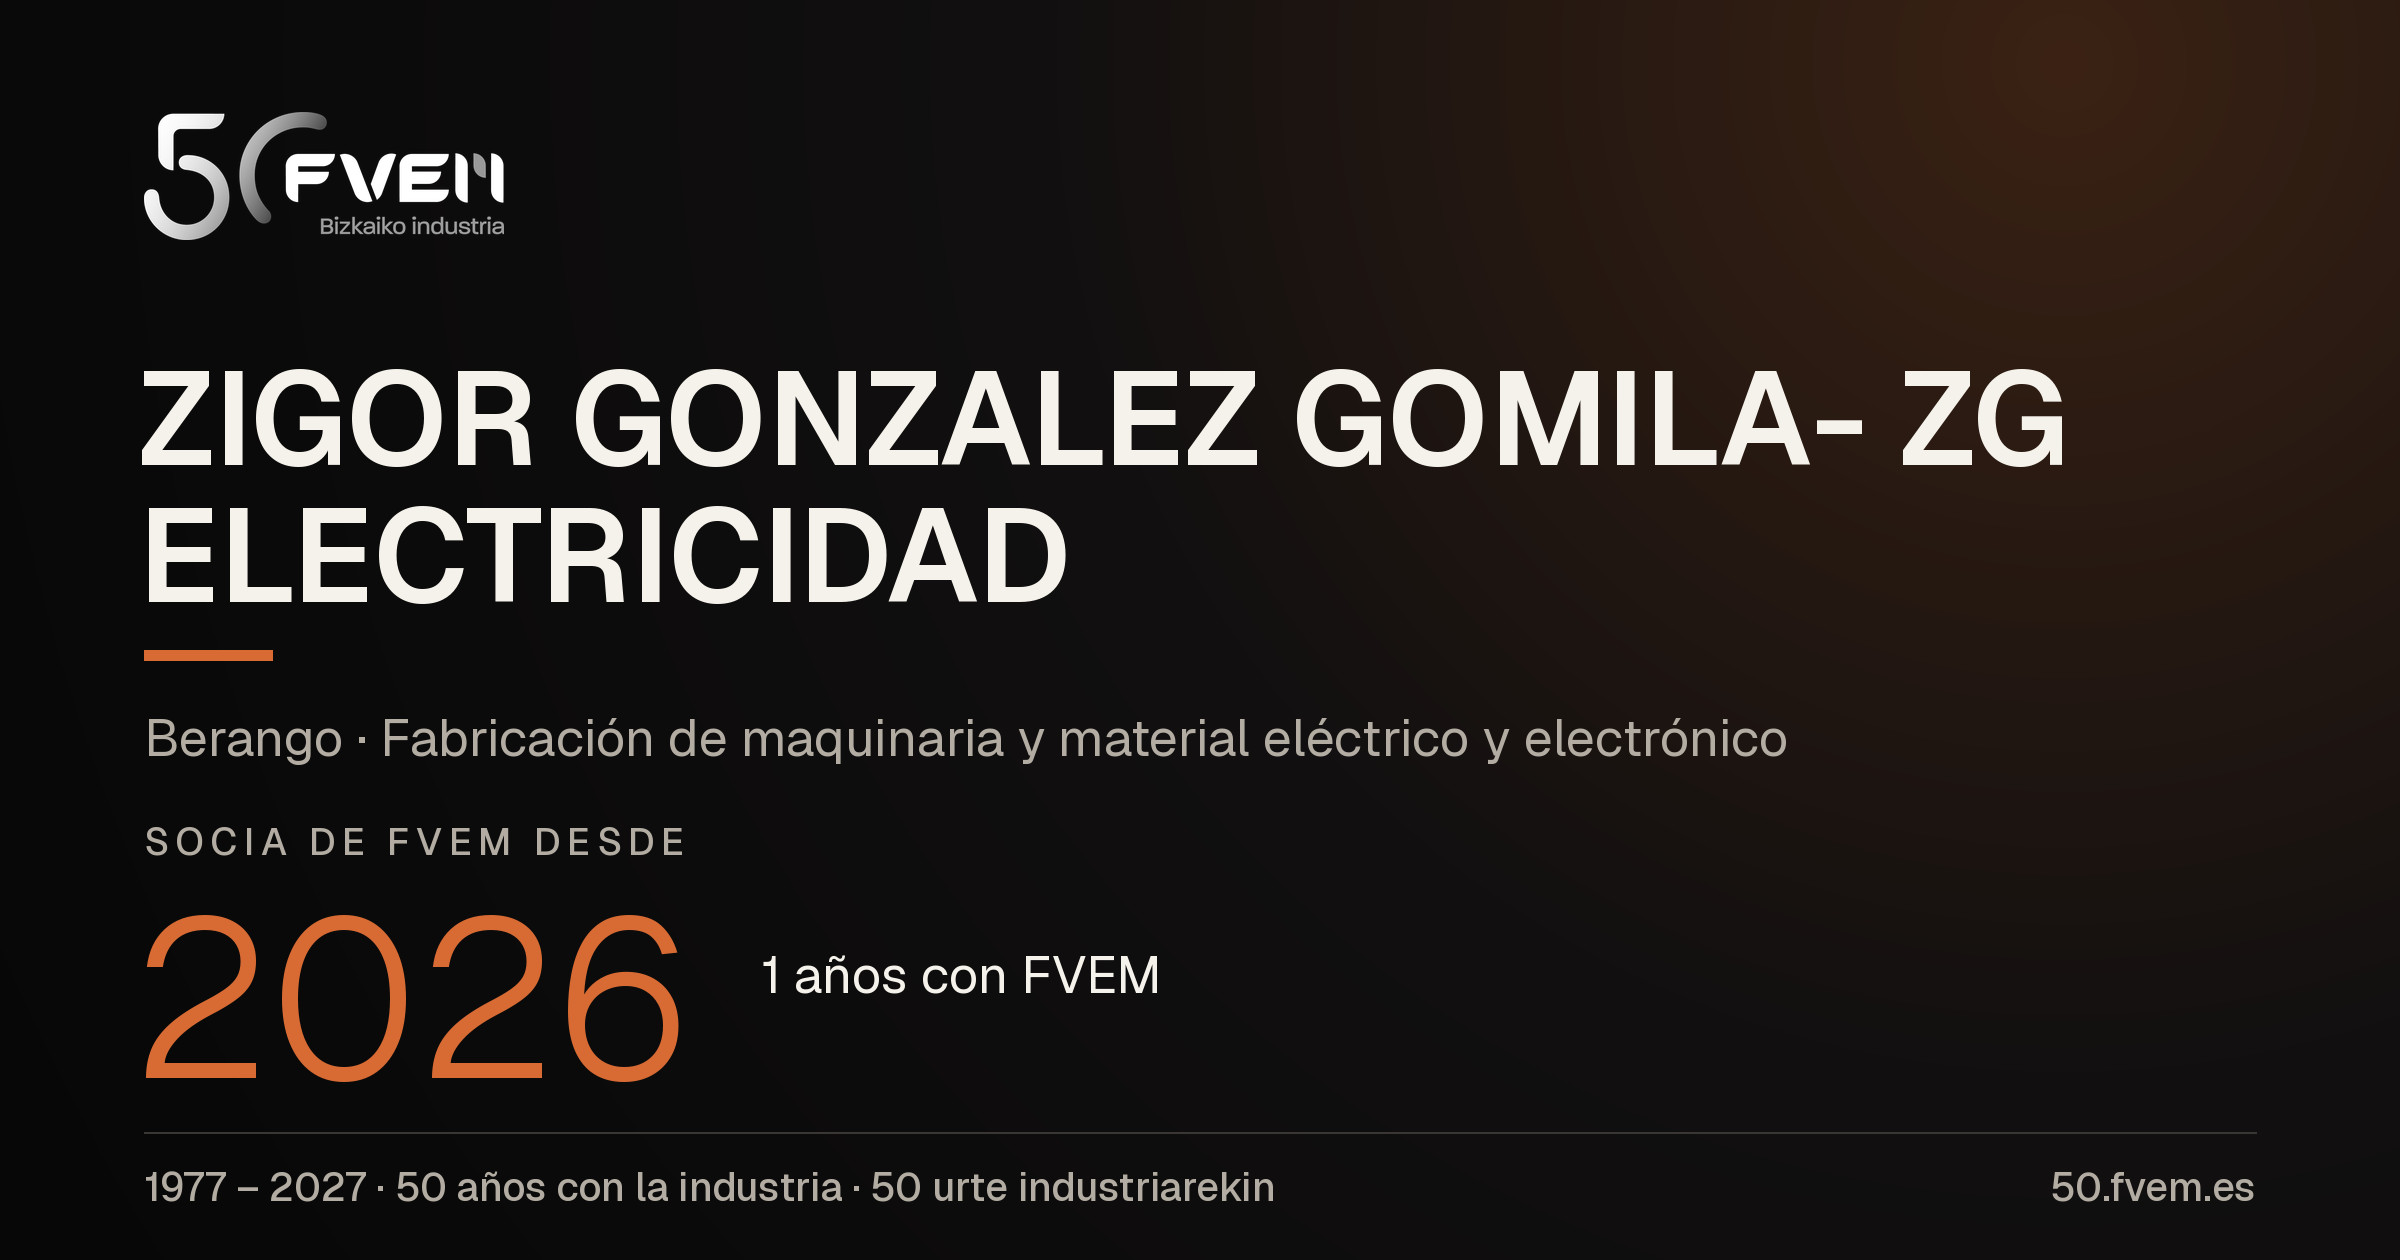 50 FVEM
Bizkaiko industria
ZIGOR GONZALEZ GOMILA- ZG
ELECTRICIDAD
Berango · Fabricación de maquinaria y material eléctrico y electrónico
SOCIA DE FVEM DESDE
2026
1 años con FVEM
1977 – 2027 · 50 años con la industria · 50 urte industriarekin
50.fvem.es